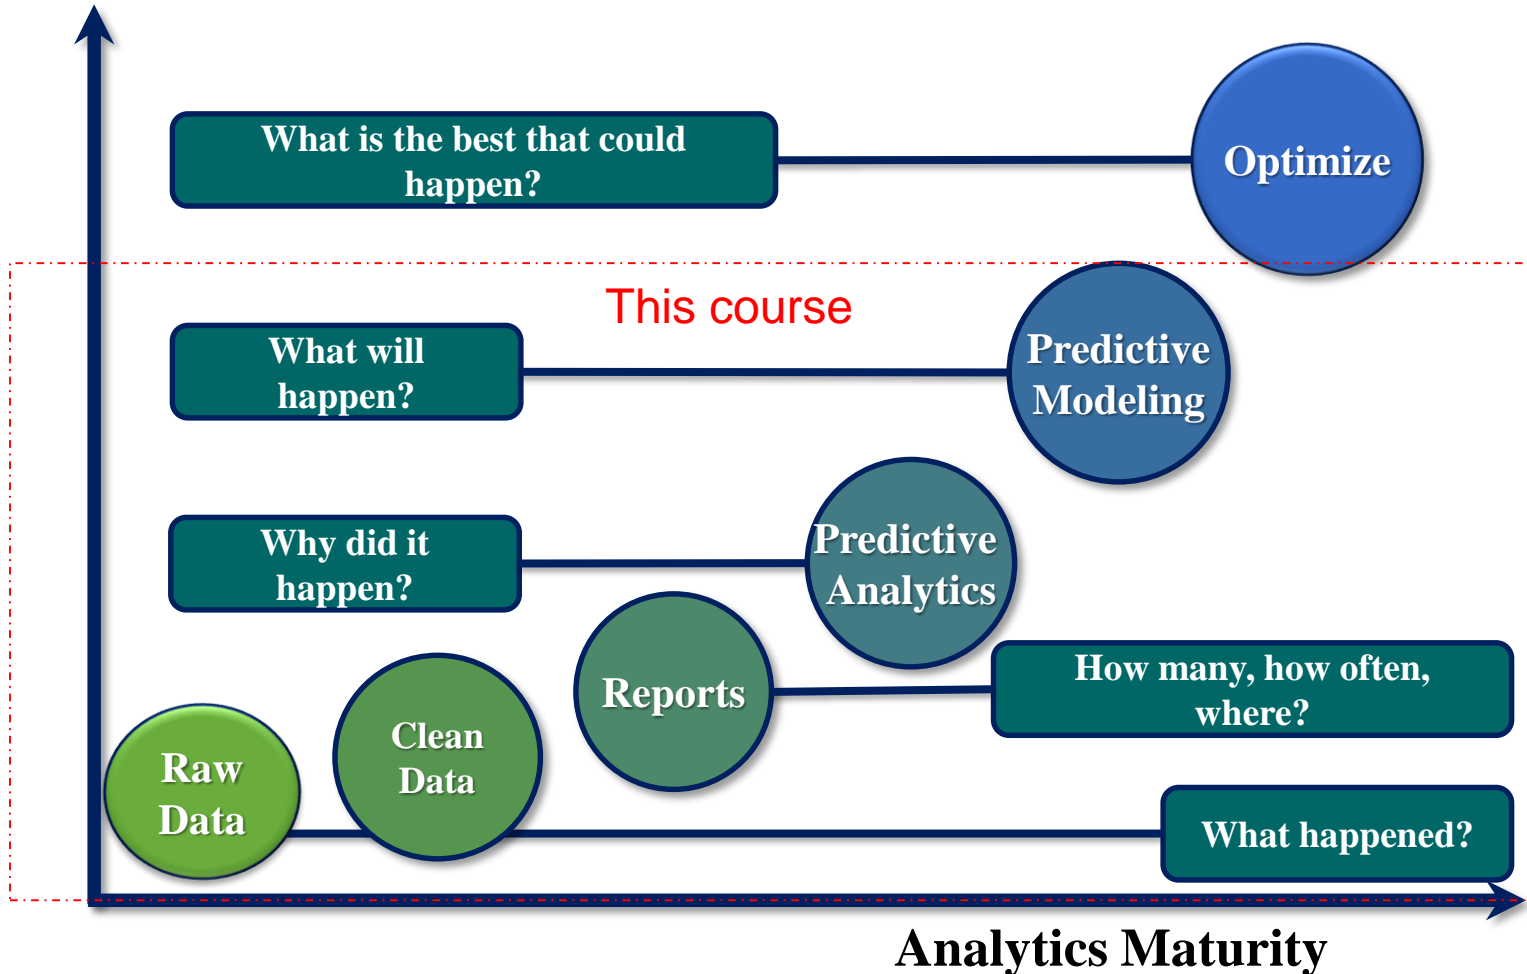 What is the best that could
happen?
Optimize
This course
What will
happen?
Predictive
Modeling
Why did it
happen?
Predictive
Analytics
Reports
How many, how often,
where?
Clean
Data
Raw
Data
What happened?
Analytics Maturity